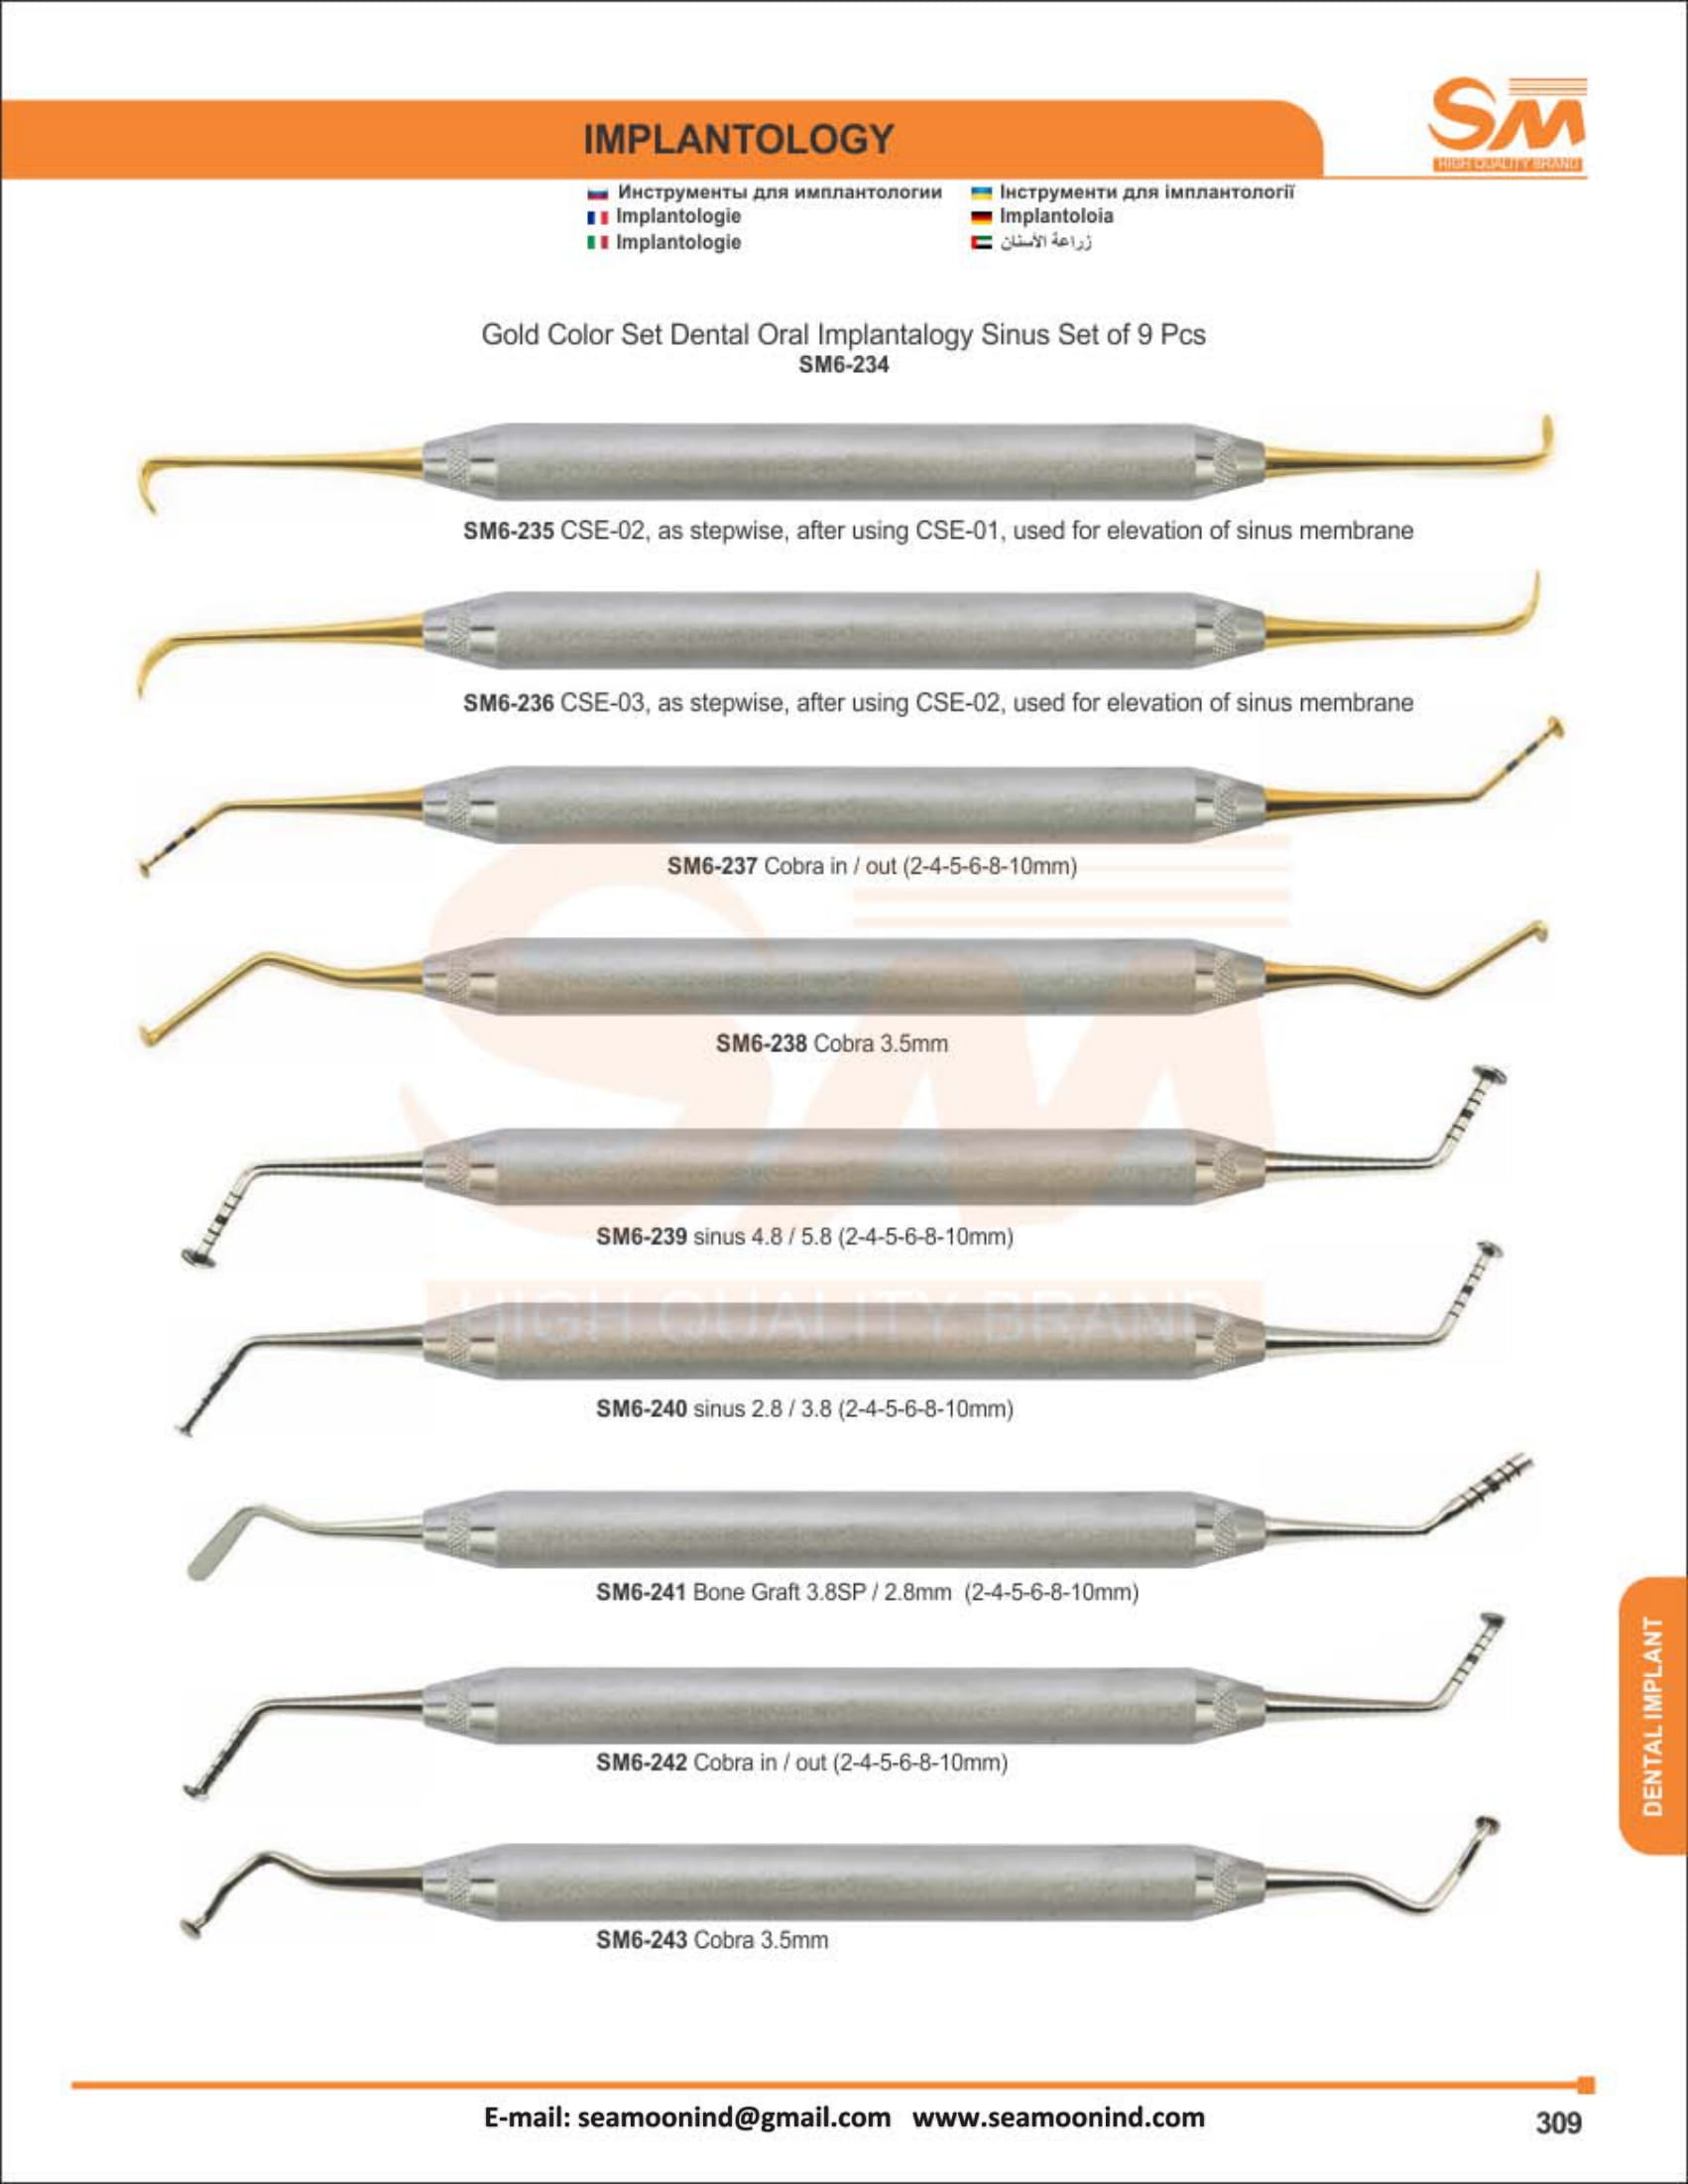 SM
HIGH QUALITY BRAND
IMPLANTOLOGY
Инструменты для имплантологии
Інструменти для імплантології
Implantologie
Implantoloia
Implantologie
زراعة الأسنان
Gold Color Set Dental Oral Implantalogy Sinus Set of 9 Pcs
SM6-234
SM6-235 CSE-02, as stepwise, after using CSE-01, used for elevation of sinus membrane
SM6-236 CSE-03, as stepwise, after using CSE-02, used for elevation of sinus membrane
SM6-237 Cobra in / out (2-4-5-6-8-10mm)
SM6-238 Cobra 3.5mm
SM6-239 sinus 4.8 / 5.8 (2-4-5-6-8-10mm)
HIGH QUALITY BRAND
SM6-240 sinus 2.8 / 3.8 (2-4-5-6-8-10mm)
SM6-241 Bone Graft 3.8SP / 2.8mm (2-4-5-6-8-10mm)
SM6-242 Cobra in / out (2-4-5-6-8-10mm)
SM6-243 Cobra 3.5mm
DENTAL IMPLANT
E-mail: seamoonind@gmail.com www.seamoonind.com
309